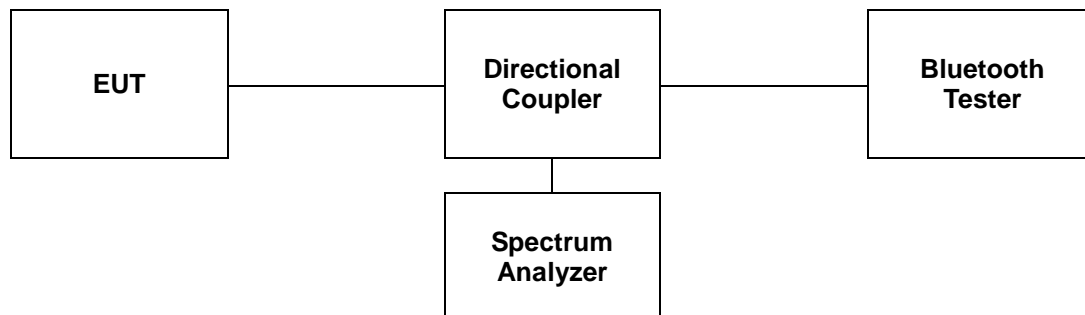 EUT
Directional
Coupler
Bluetooth
Tester
Spectrum
Analyzer